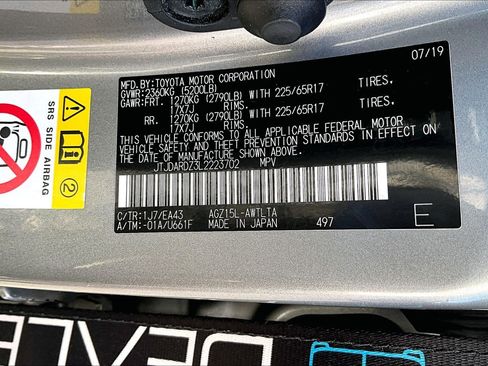 MFD.BY:TOYOTA MOTOR CORPORATION 07/19
GVWR:2360KG (5200LB)
GAWR:FRT. 1270KG (2790LB) WITH 225/65R17 TIRES.
17X7J RIMS.
RR. 1270KG (2790LB) WITH 225/65R17 TIRES.
17X7J RIMS.
THIS VEHICLE CONFORMS TO ALL APPLICABLE FEDERAL MOTOR
VEHICLE SAFETY AND THEFT PREVENTION STANDARDS IN EFFECT ON
THE DATE OF MANUFACTURE SHOWN ABOVE.
JTJDARDZ3L2223702 MPV
C/TR:1J7/EA43 AGZ15L-AWTLTA
A/TM:-01A/U661F MADE IN JAPAN 497 E
SRS SIDE AIRBAG
2
DEALE